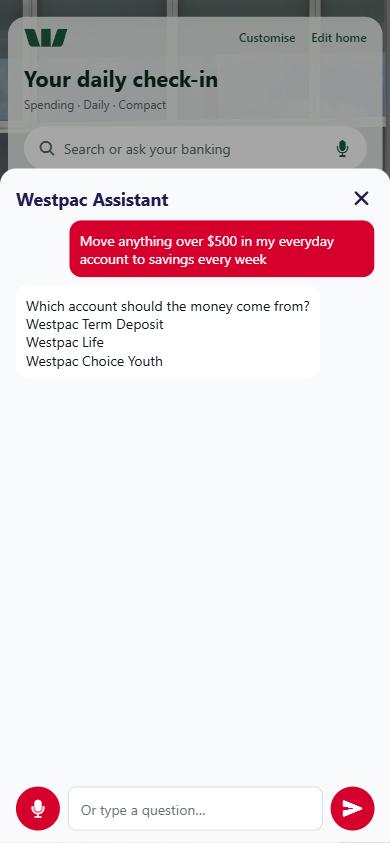 Customise Edit home
Your daily check-in
Spending · Daily · Compact
Search or ask your banking
Westpac Assistant
Move anything over $500 in my everyday
account to savings every week
Which account should the money come from?
Westpac Term Deposit
Westpac Life
Westpac Choice Youth
Or type a question...